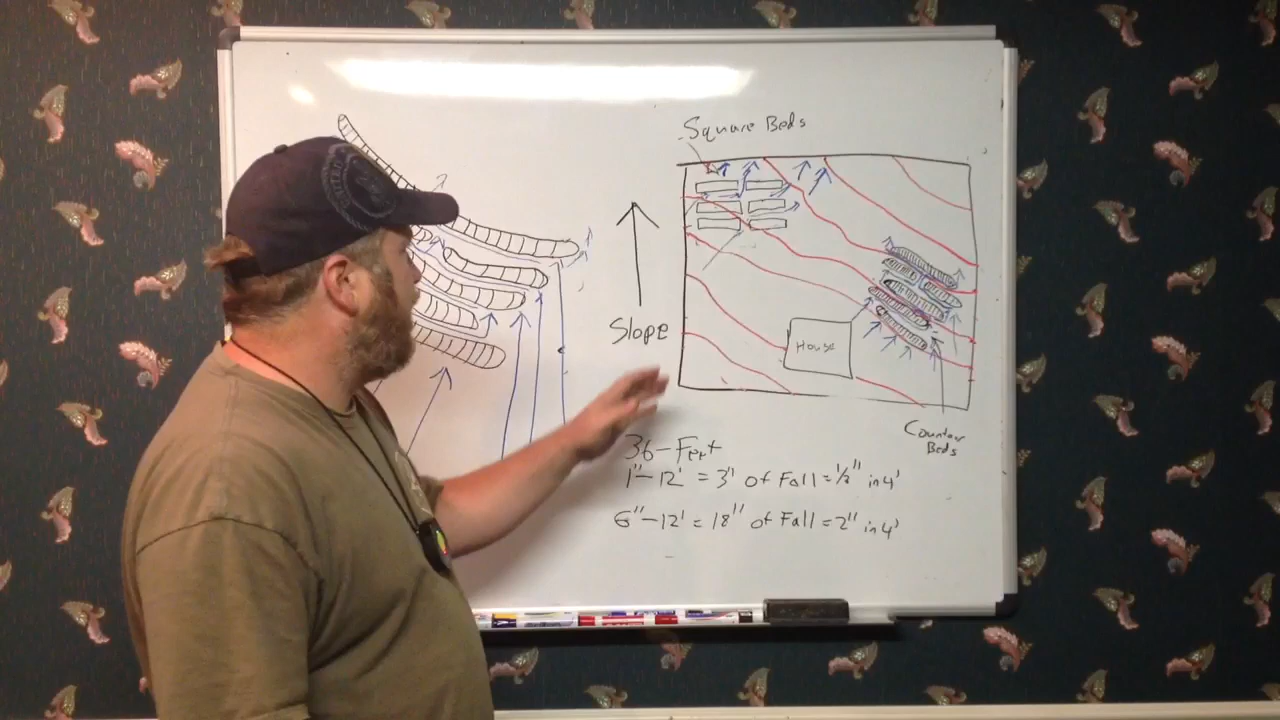 Square Beds
Slope
House
Counter
Beds
36-Feet
1"-12' = 3" of Fall = ½" in 4'
6"-12' = 18" of Fall = 2" in 4'